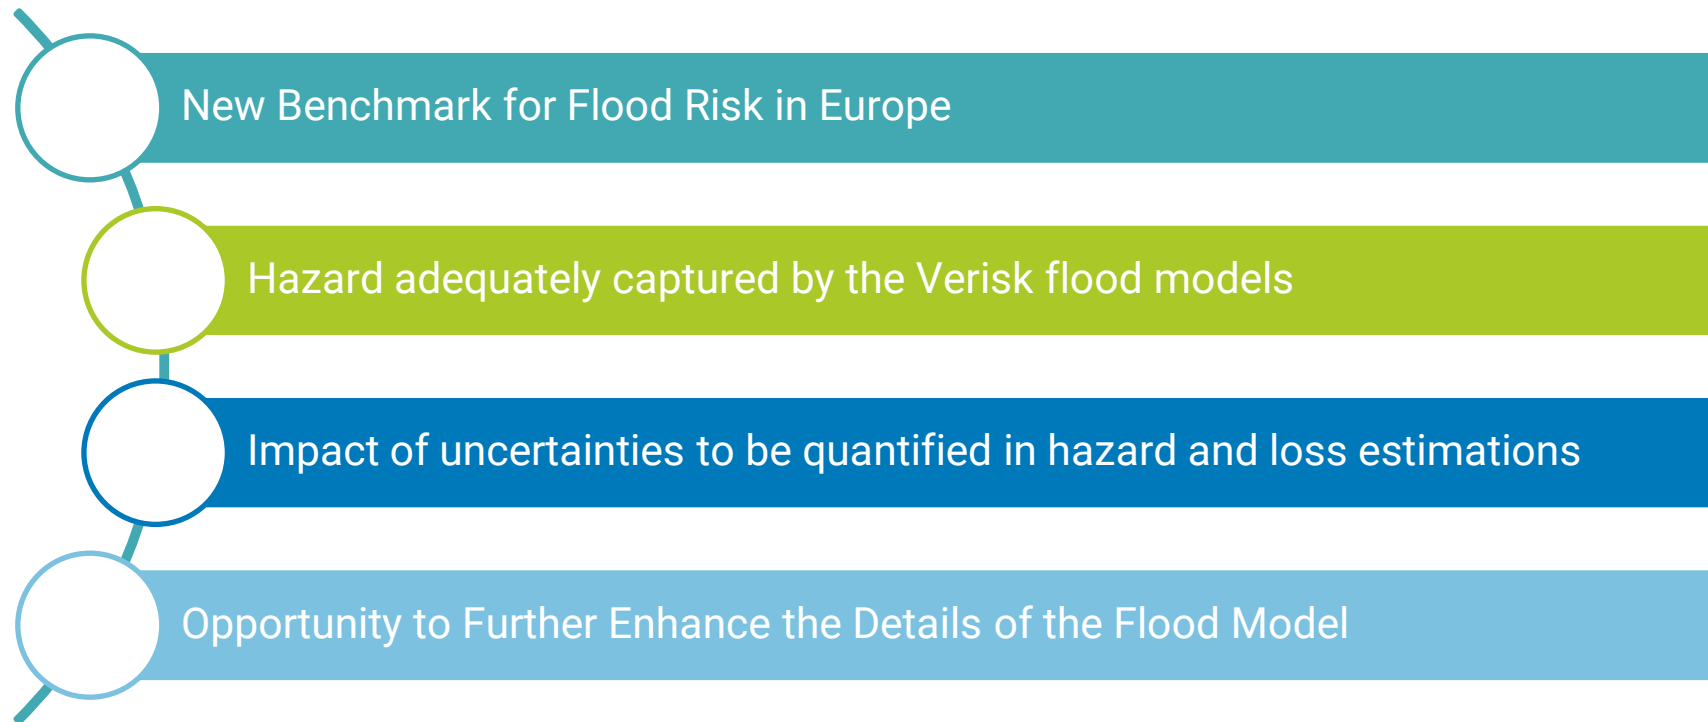 New Benchmark for Flood Risk in Europe
Hazard adequately captured by the Verisk flood models
Impact of uncertainties to be quantified in hazard and loss estimations
Opportunity to Further Enhance the Details of the Flood Model